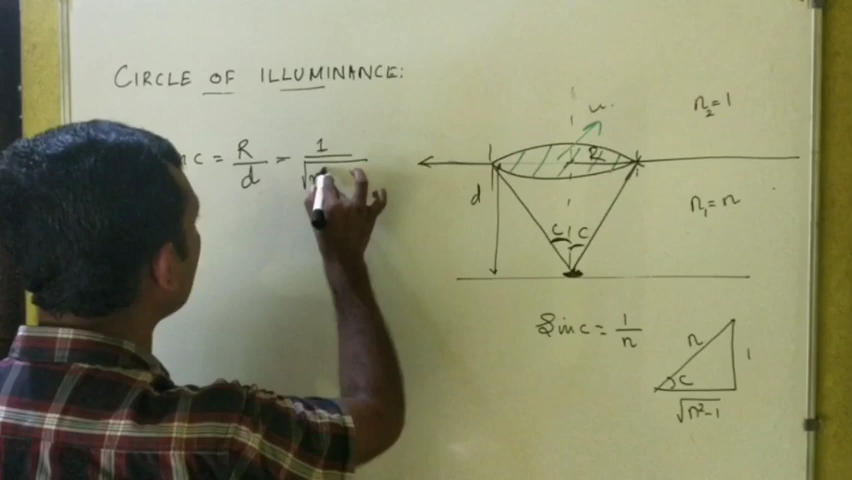 CIRCLE OF ILLUMINANCE:
n c = R/d = 1/√n
n₂=1
R
d
n₁=n
c c
Sin c = 1/n
n
1
c
√n²-1